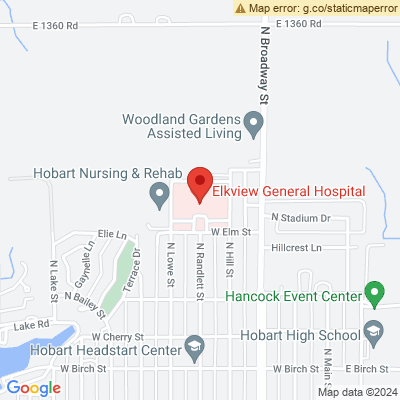 Map error: g.co/staticmaperror
E 1360 Rd
E 1360 Rd
N Broadway St
Woodland Gardens
Assisted Living
Hobart Nursing & Rehab
Elkview General Hospital
N Stadium Dr
Elie Ln
W Elm St
Hillcrest Ln
N Lake St
Gaynelle Ln
Terrace Dr
N Lowe St
N Randlett St
N Hill St
N Bailey St
Hancock Event Center
Lake Rd
W Cherry St
Hobart High School
Hobart Headstart Center
N Main St
W Birch St
W Birch St
E Birch St
Google
Map data ©2024